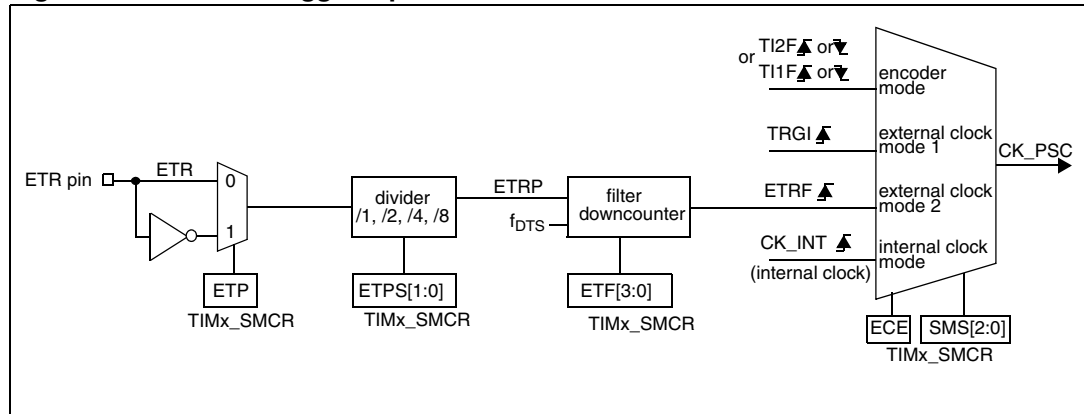 or TI2F or
TI1F or
encoder
mode
TRGI
external clock
mode 1
CK_PSC
ETR pin
ETR
0
1
divider
/1, /2, /4, /8
ETRP
filter
downcounter
fDTS
ETRF
external clock
mode 2
CK_INT
(internal clock)
internal clock
mode
ETP
TIMx_SMCR
ETPS[1:0]
TIMx_SMCR
ETF[3:0]
TIMx_SMCR
ECE
SMS[2:0]
TIMx_SMCR